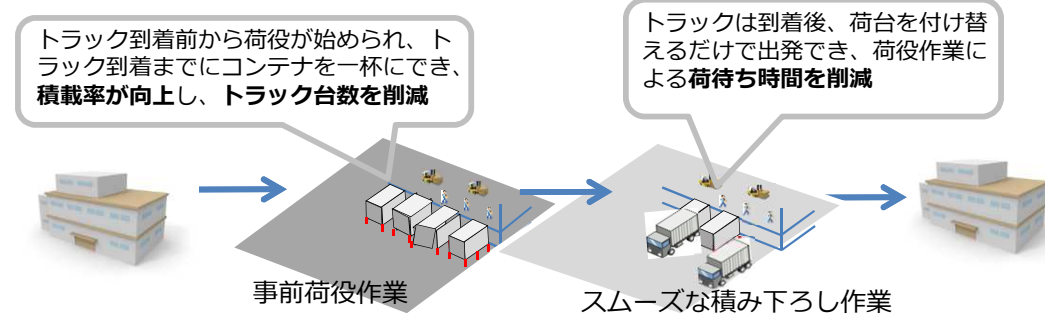 トラック到着前から荷役が始められ、ト
ラック到着までにコンテナを一杯にでき、
積載率が向上し、トラック台数を削減
トラックは到着後、荷台を付け替
えるだけで出発でき、荷役作業に
よる荷待ち時間を削減
事前荷役作業
スムーズな積み下ろし作業